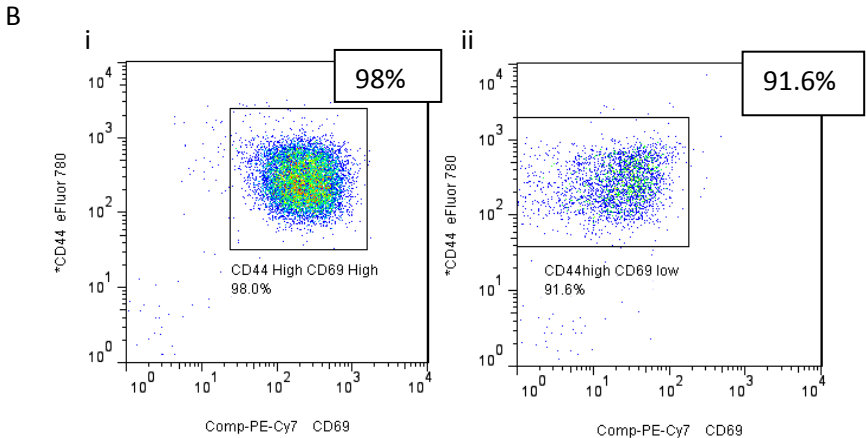 B
i
98%
10^4
10^3
10^2
10^1
10^0
*CD44 eFluor 780
CD44 High CD69 High
98.0%
10^0 10^1 10^2 10^3 10^4
Comp-PE-Cy7 CD69
ii
91.6%
10^4
10^3
10^2
10^1
10^0
*CD44 eFluor 780
CD44high CD69 low
91.6%
10^0 10^1 10^2 10^3 10^4
Comp-PE-Cy7 CD69